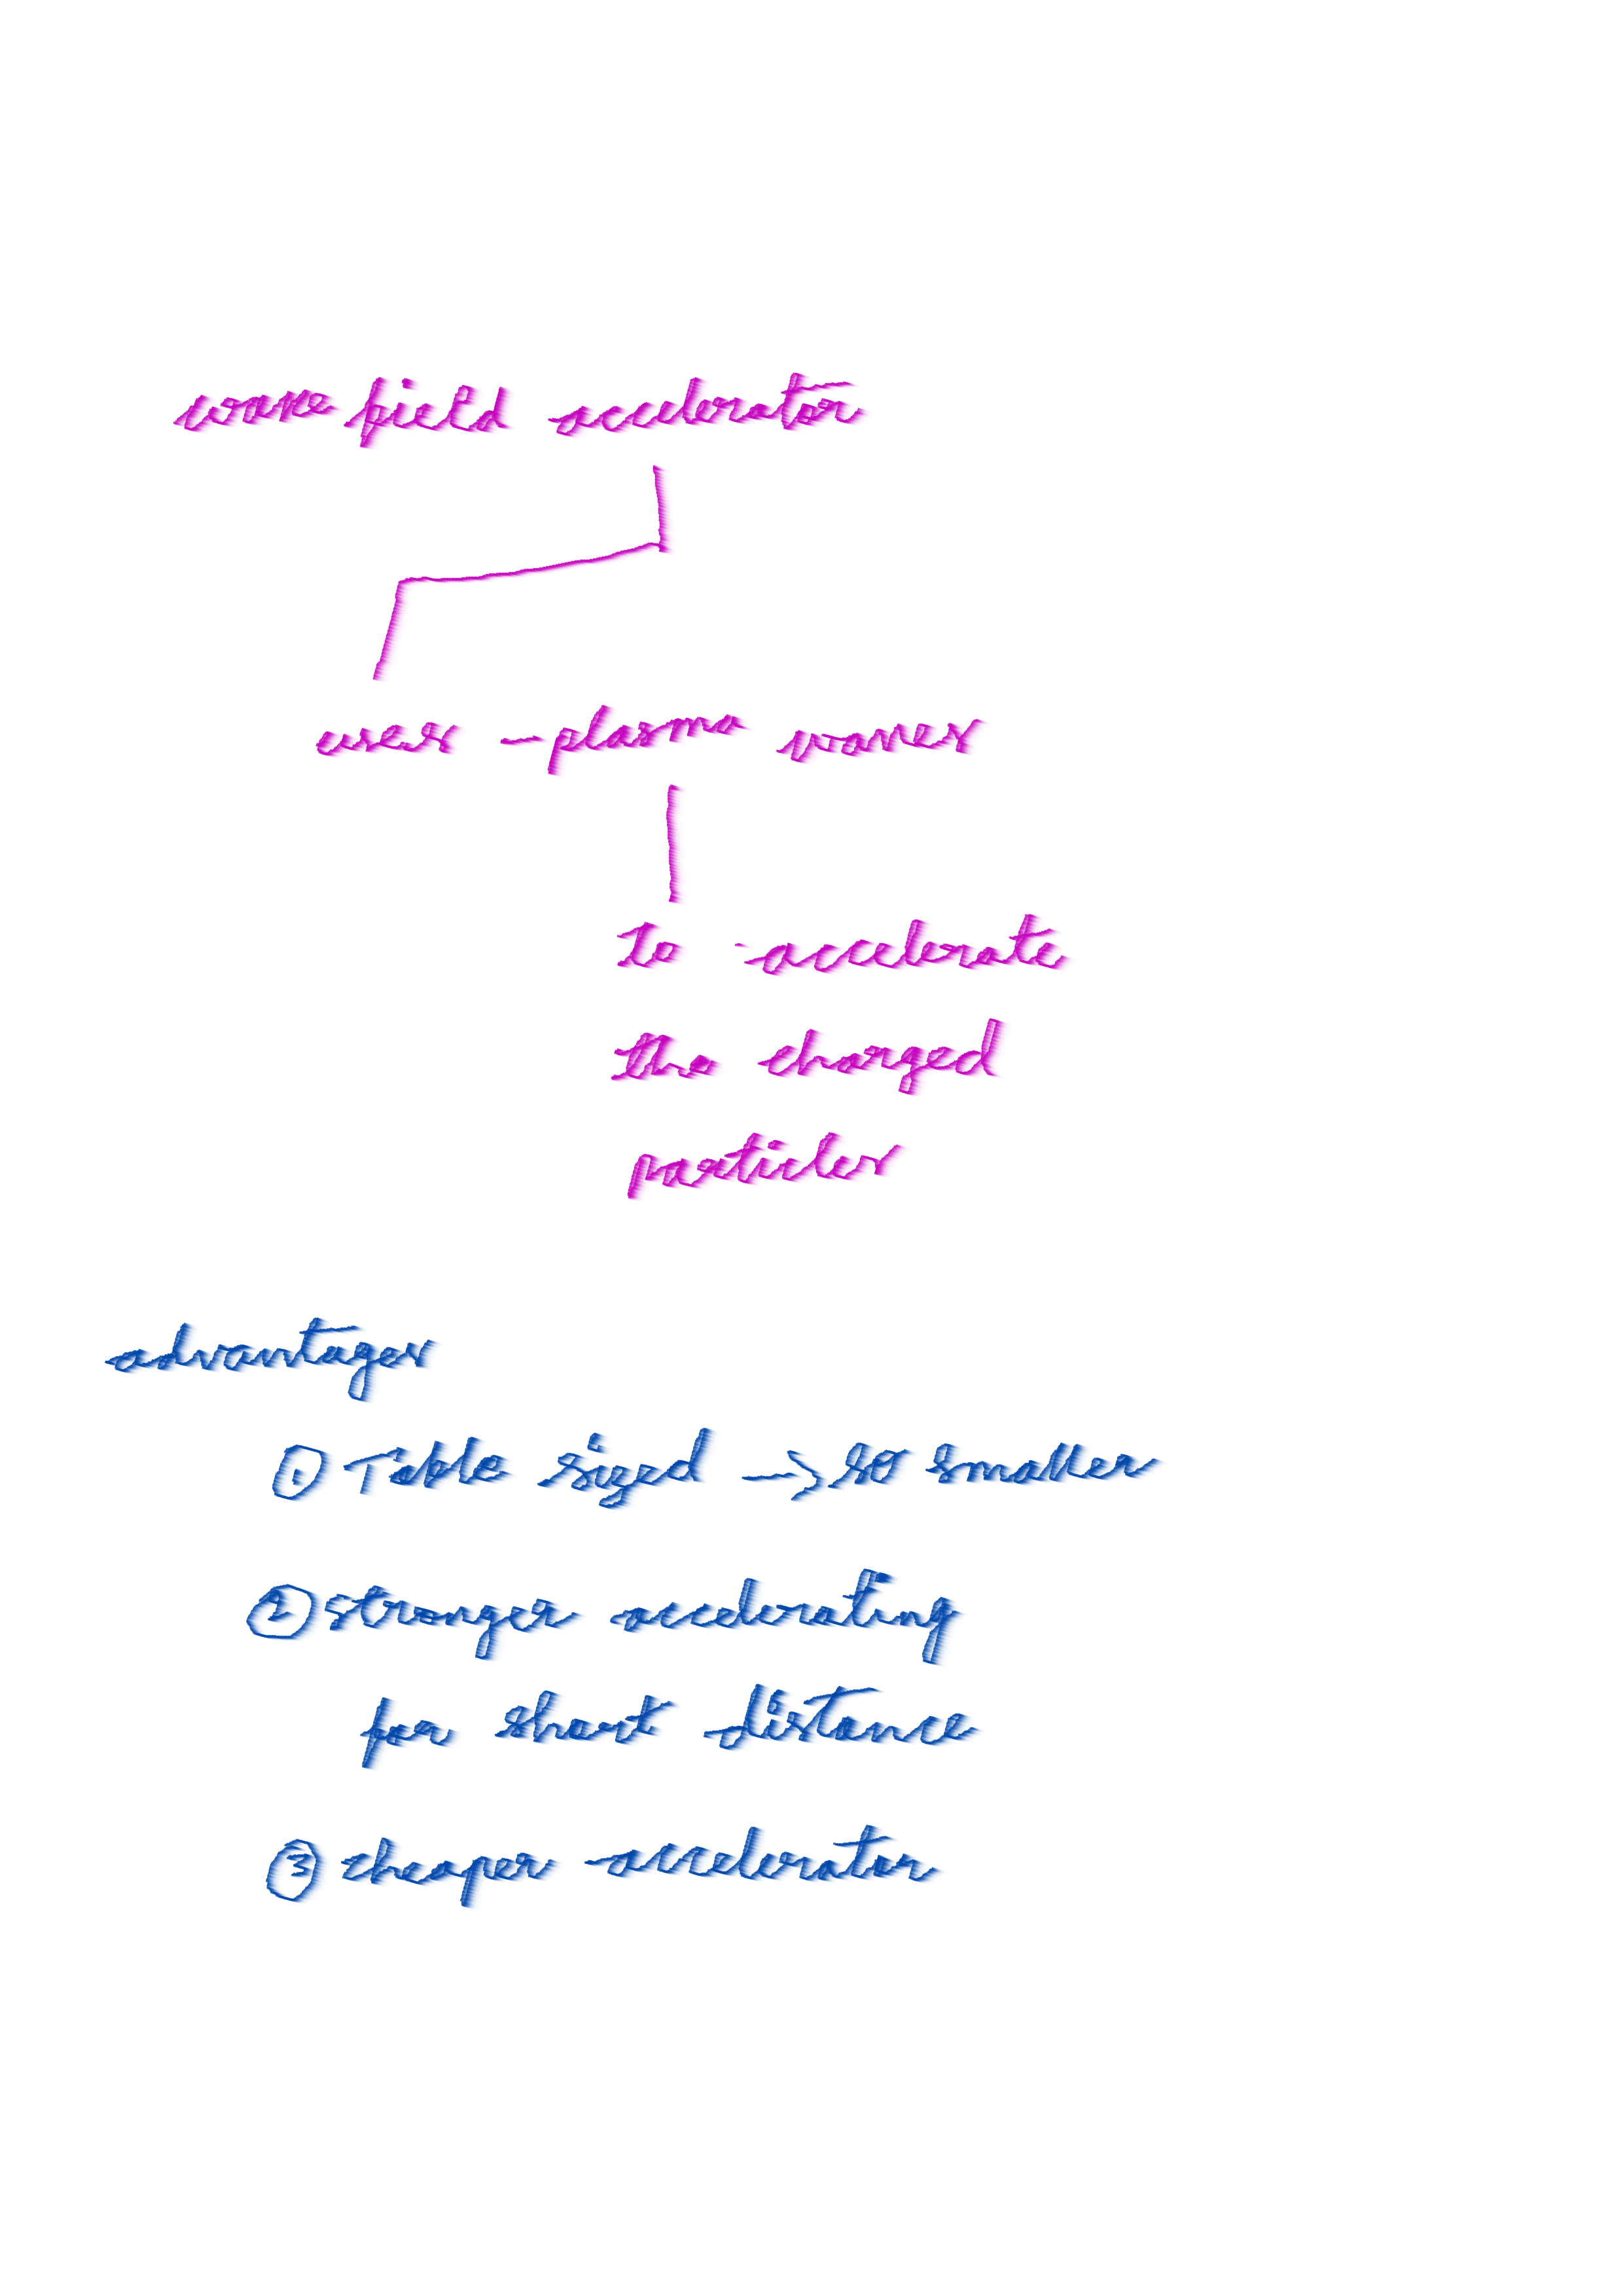 wake field accelerator
uses - plasma waves
to accelerate
the charged
particles
advantages
① Table sized → so smaller
② stronger accelerating
for short distance
③ cheaper accelerator